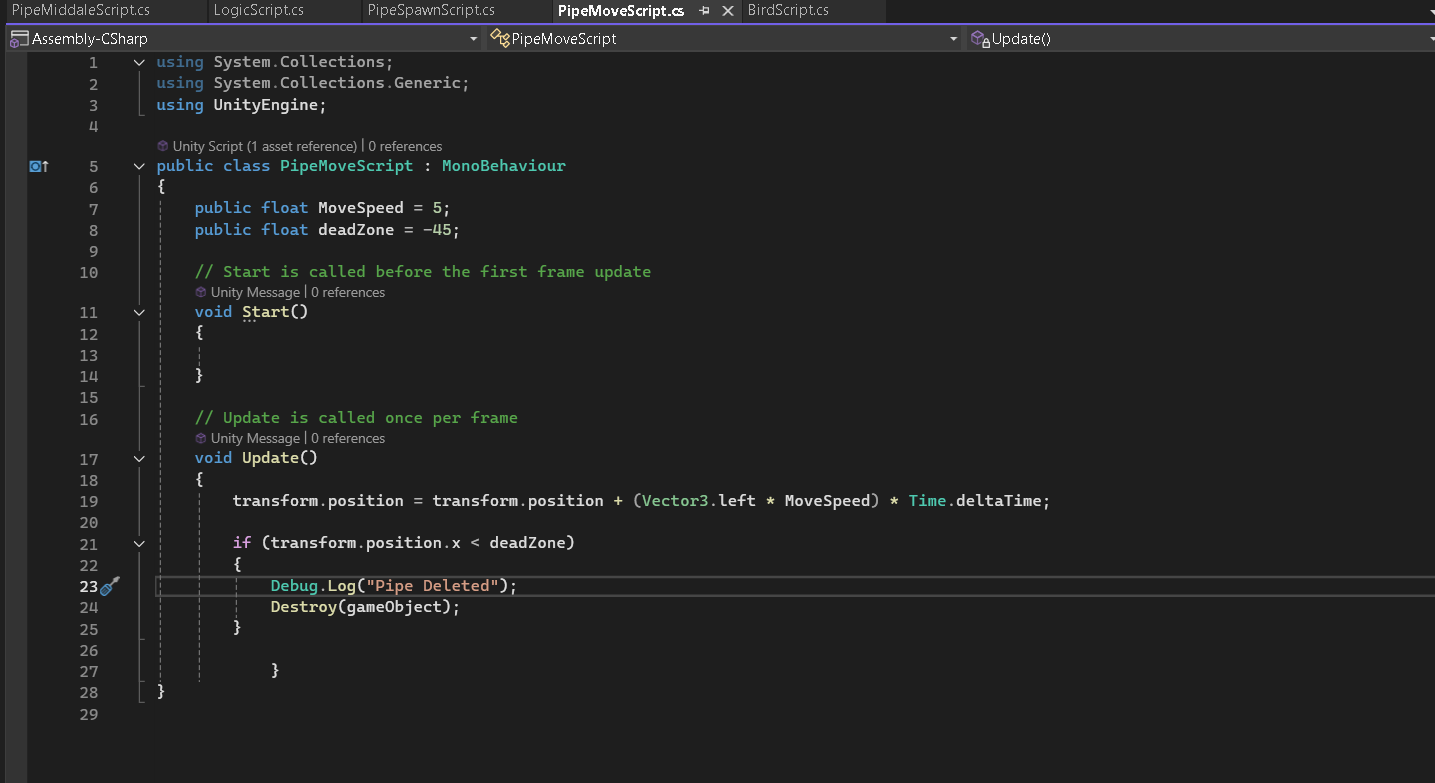 PipeMiddaleScript.cs LogicScript.cs PipeSpawnScript.cs PipeMoveScript.cs BirdScript.cs
Assembly-CSharp PipeMoveScript Update()
1 using System.Collections;
2 using System.Collections.Generic;
3 using UnityEngine;
4
Unity Script (1 asset reference) | 0 references
5 public class PipeMoveScript : MonoBehaviour
6 {
7 public float MoveSpeed = 5;
8 public float deadZone = -45;
9
10 // Start is called before the first frame update
Unity Message | 0 references
11 void Start()
12 {
13
14 }
15
16 // Update is called once per frame
Unity Message | 0 references
17 void Update()
18 {
19 transform.position = transform.position + (Vector3.left * MoveSpeed) * Time.deltaTime;
20
21 if (transform.position.x < deadZone)
22 {
23 Debug.Log("Pipe Deleted");
24 Destroy(gameObject);
25 }
26
27 }
28 }
29